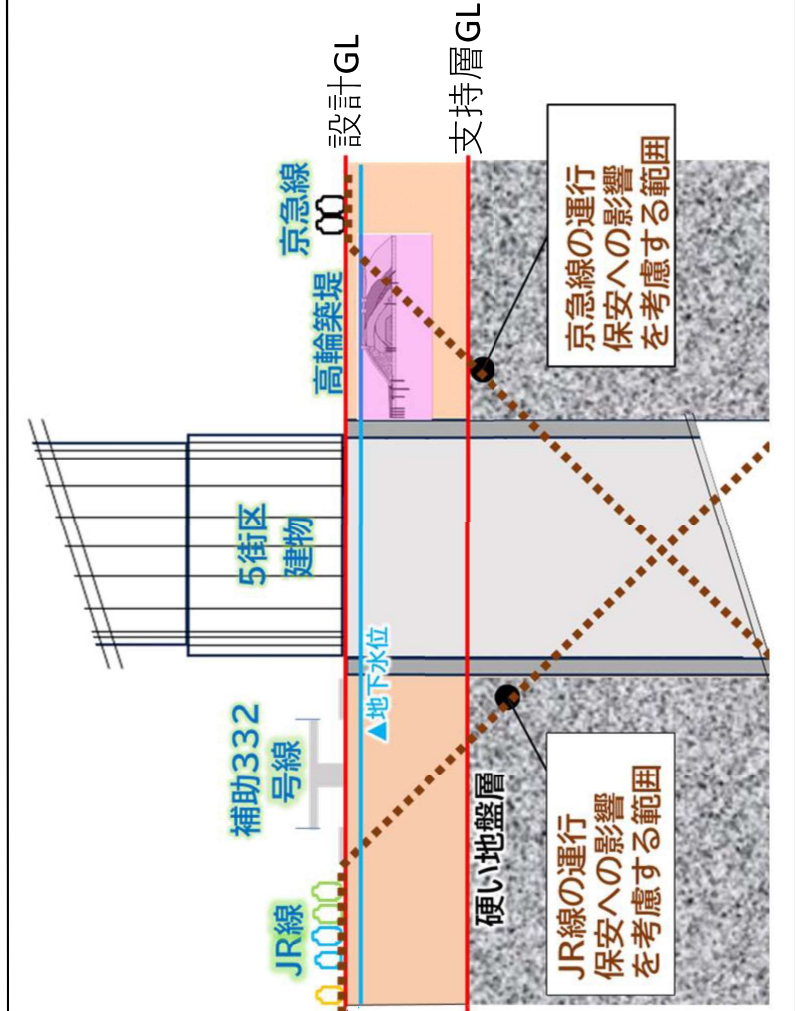 設計GL
支持層GL
京急線
高輪築堤
5街区
建物
補助332
号線
JR線
▲地下水位
硬い地盤層
京急線の運行
保安への影響
を考慮する範囲
JR線の運行
保安への影響
を考慮する範囲